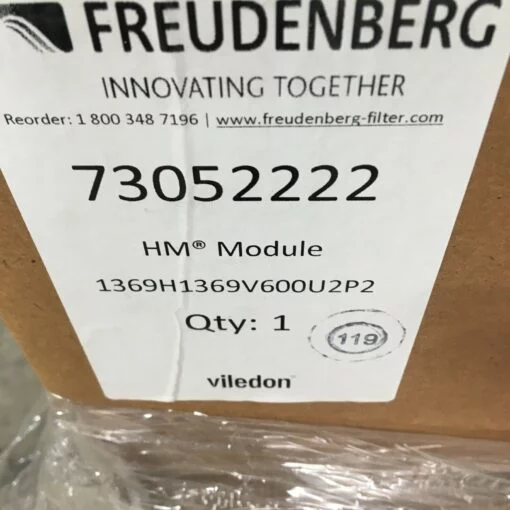 FREUDENBERG
INNOVATING TOGETHER
Reorder: 1 800 348 7196 | www.freudenberg-filter.com
73052222
HM® Module
1369H1369V600U2P2
Qty: 1
119
viledon